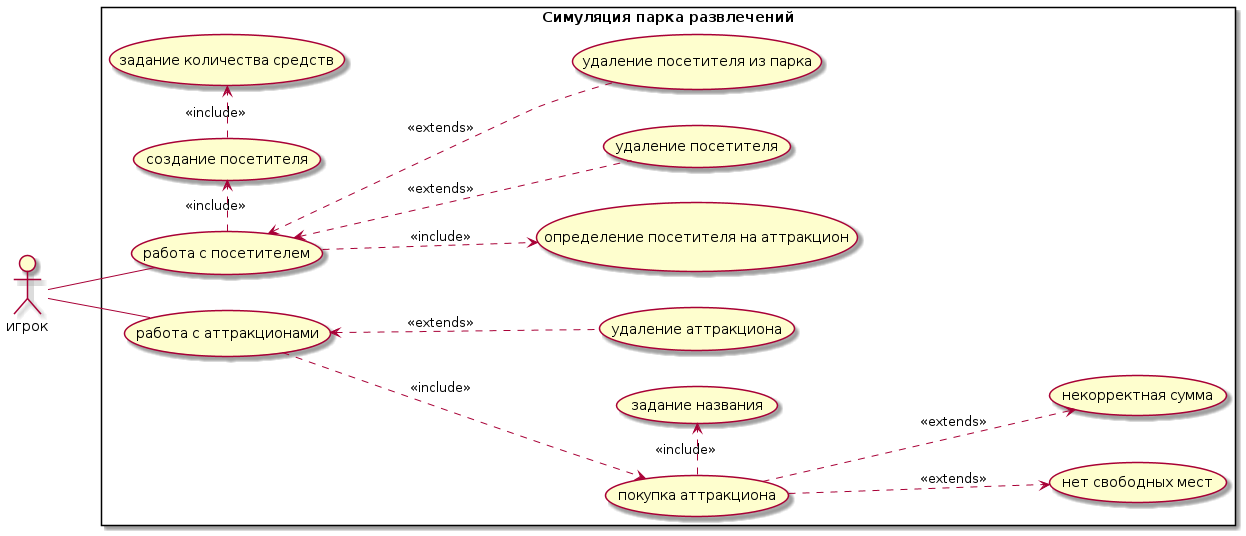 Симуляция парка развлечений
задание количества средств
удаление посетителя из парка
«include»
«extends»
создание посетителя
удаление посетителя
«extends»
«include»
работа с посетителем
«include»
определение посетителя на аттракцион
игрок
работа с аттракционами
«extends»
удаление аттракциона
«include»
задание названия
некорректная сумма
«extends»
«include»
покупка аттракциона
«extends»
нет свободных мест